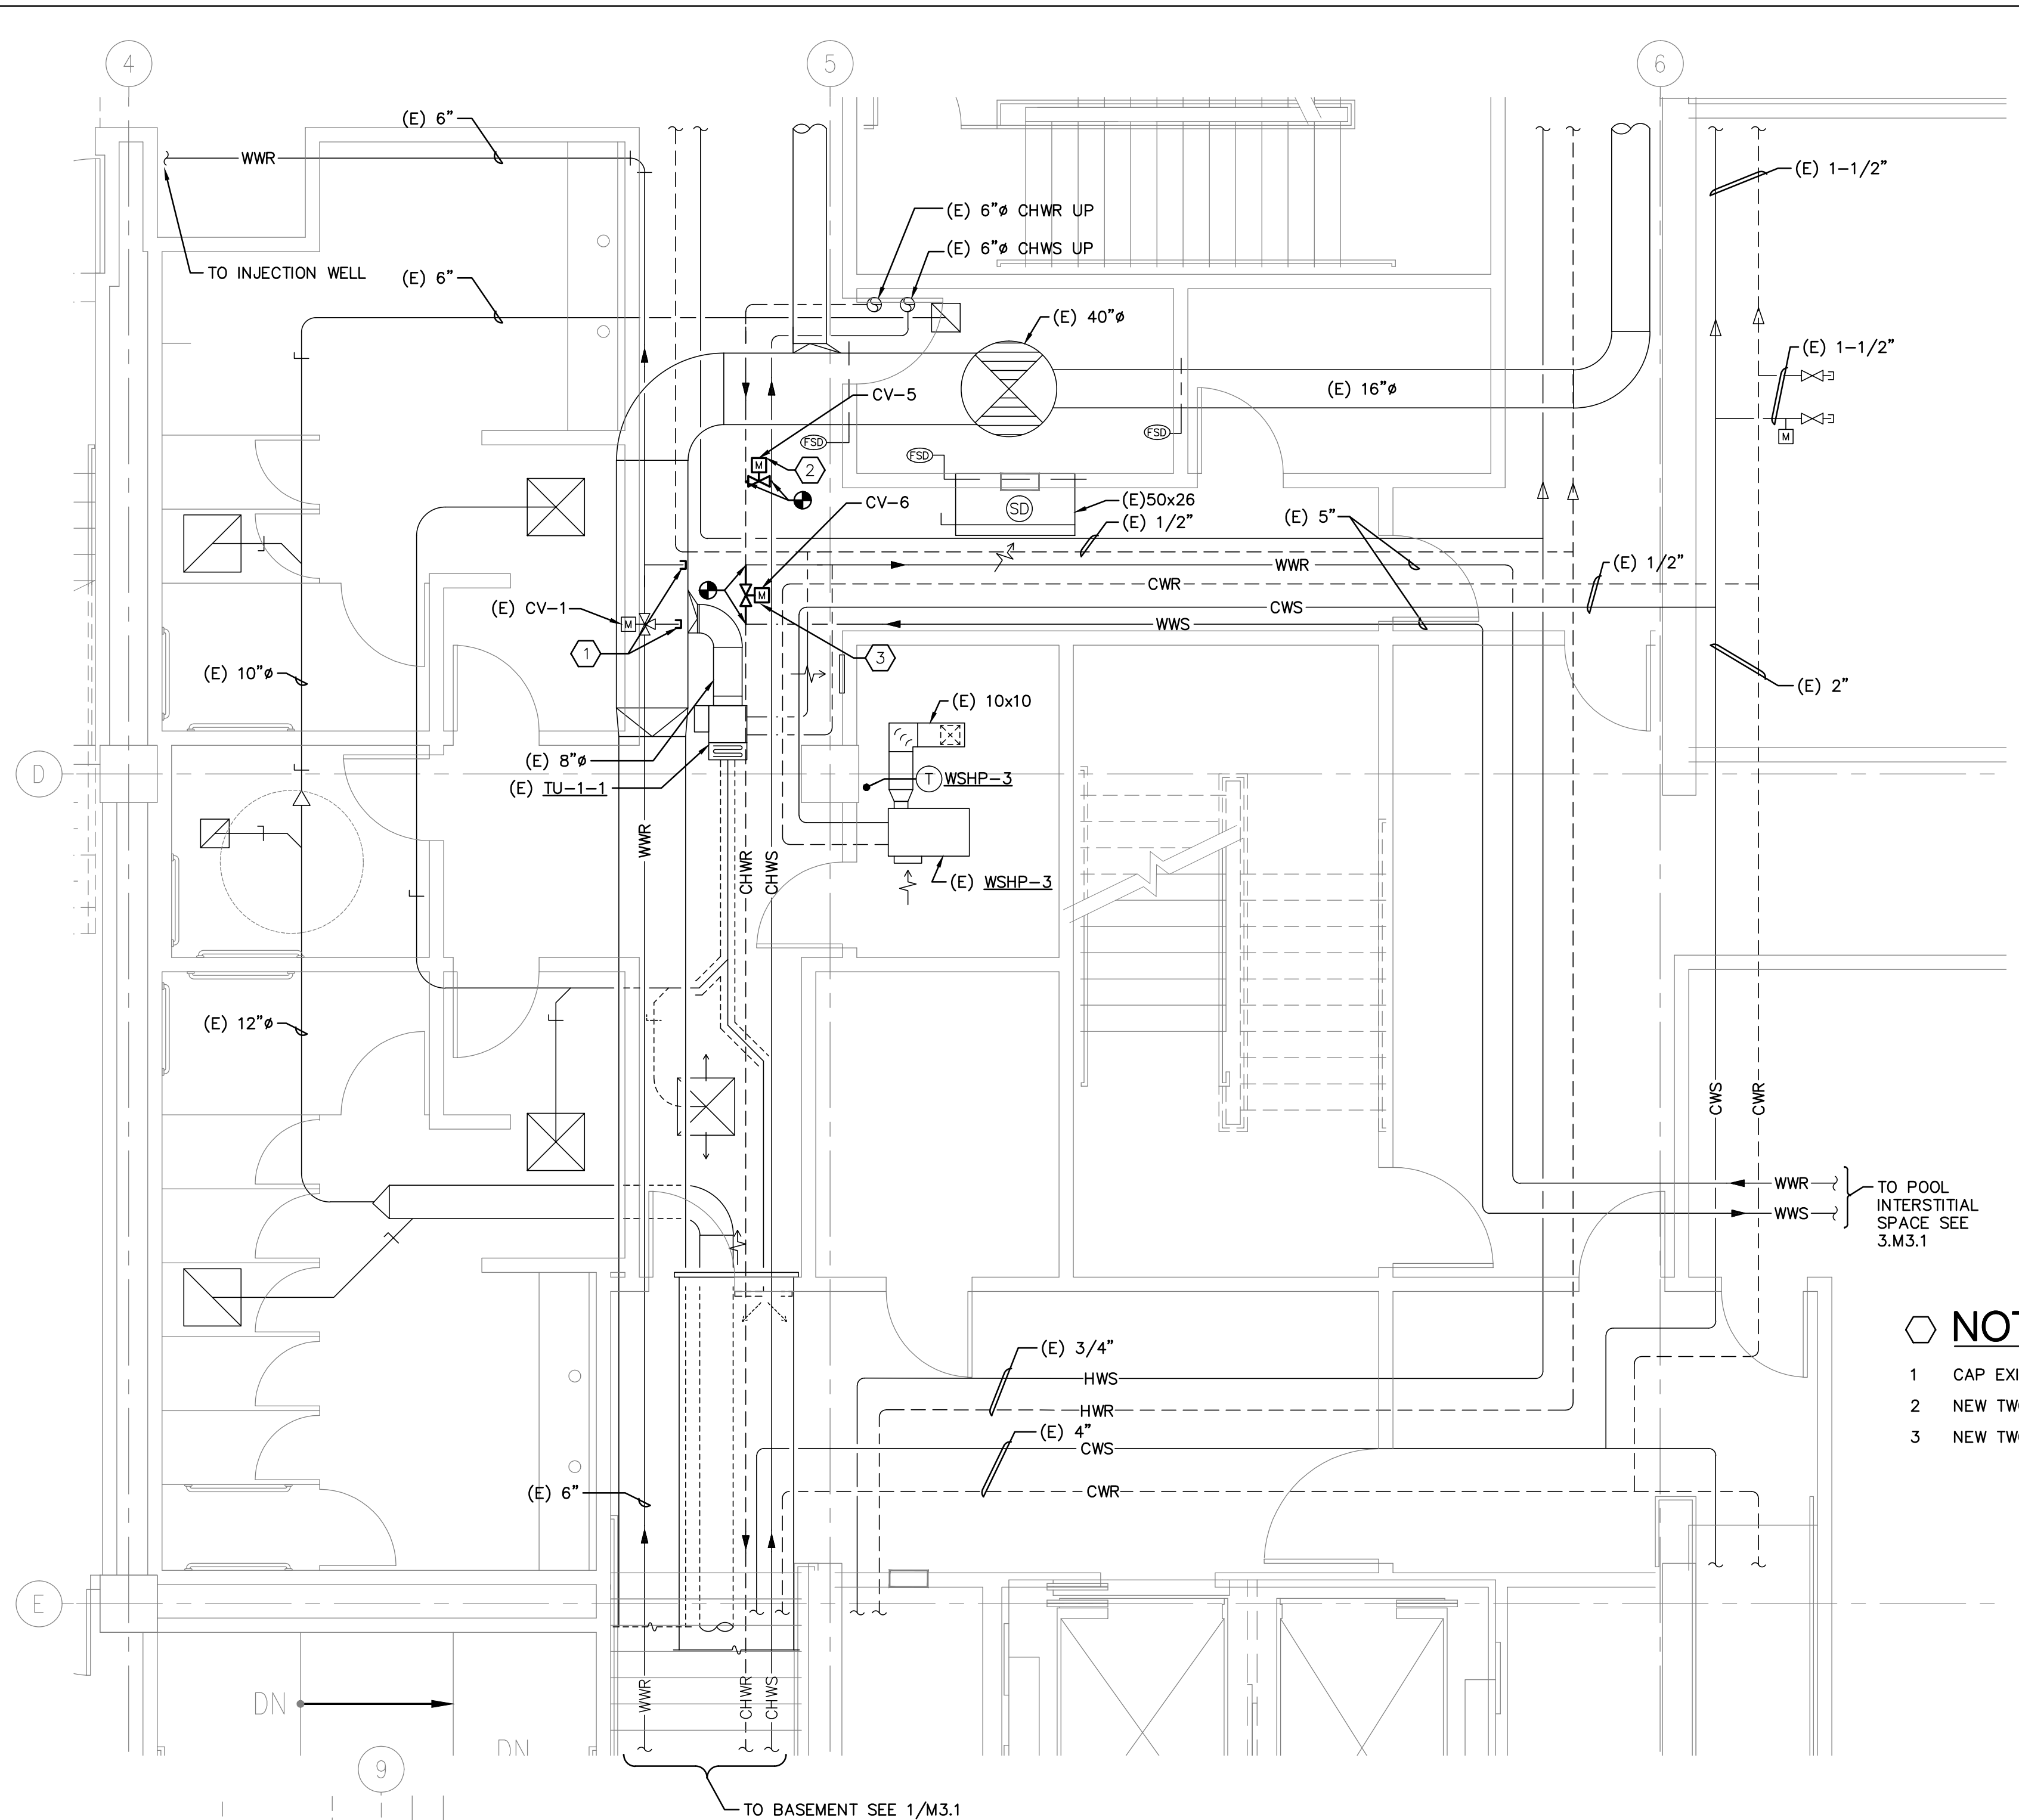 4
5
6
(E) 6"
WWR
TO INJECTION WELL
(E) 6"
(E) 6"ø CHWR UP
(E) 6"ø CHWS UP
(E) 1-1/2"
(E) 40"ø
(E) 1-1/2"
M
(E) 16"ø
CV-5
FSD
FSD
FSD
M
2
CV-6
SD
(E)50x26
(E) 1/2"
(E) 5"
WWR
(E) 1/2"
CWR
(E) CV-1
M
M
CWS
WWS
1
3
(E) 10"ø
(E) 2"
(E) 10x10
(E) 8"ø
D
T
WSHP-3
(E) TU-1-1
WWR
CHWR
CHWS
(E) WSHP-3
(E) 12"ø
CWS
CWR
WWR
WWS
TO POOL
INTERSTITIAL
SPACE SEE
3.M3.1
1 CAP
2 NEW
3 NEW
(E) 3/4"
HWS
HWR
(E) 4"
CWS
CWR
(E) 6"
E
WWR
CHWR
CHWS
DN
DN
9
TO BASEMENT SEE 1/M3.1